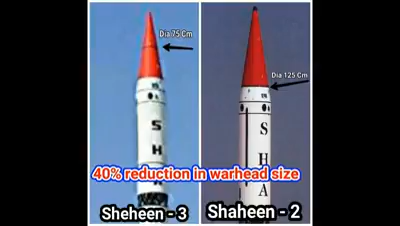 Dia 75 Cm
Dia 125 Cm
S
H
S
H
A
40% reduction in warhead size
Sheheen - 3
Shaheen - 2